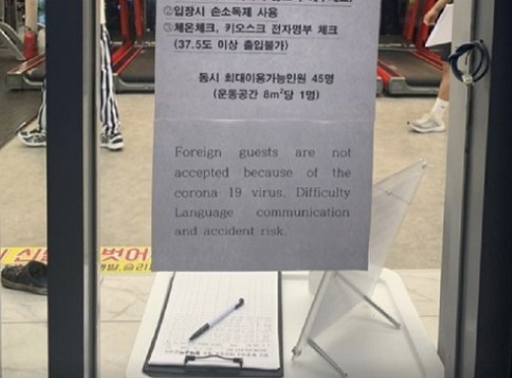 ②입장시 손소독제 사용
③체온체크, 키오스크 전자명부 체크
(37.5도 이상 출입불가)
동시 최대이용가능인원 45명
(운동공간 8m²당 1명)
Foreign guests are not
accepted because of the
corona 19 virus. Difficulty
Language communication
and accident risk.
벗어